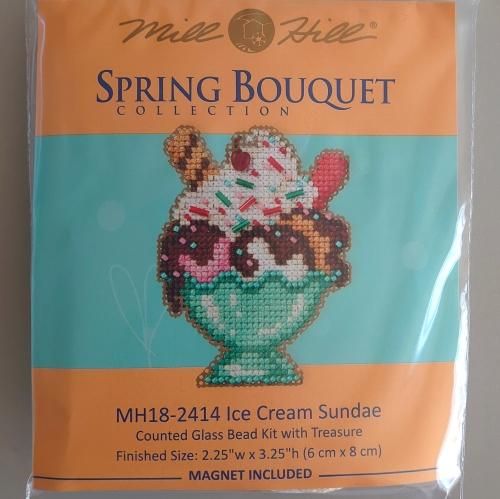 Mill Hill®
SPRING BOUQUET
COLLECTION
MH18-2414 Ice Cream Sundae
Counted Glass Bead Kit with Treasure
Finished Size: 2.25"w x 3.25"h (6 cm x 8 cm)
MAGNET INCLUDED